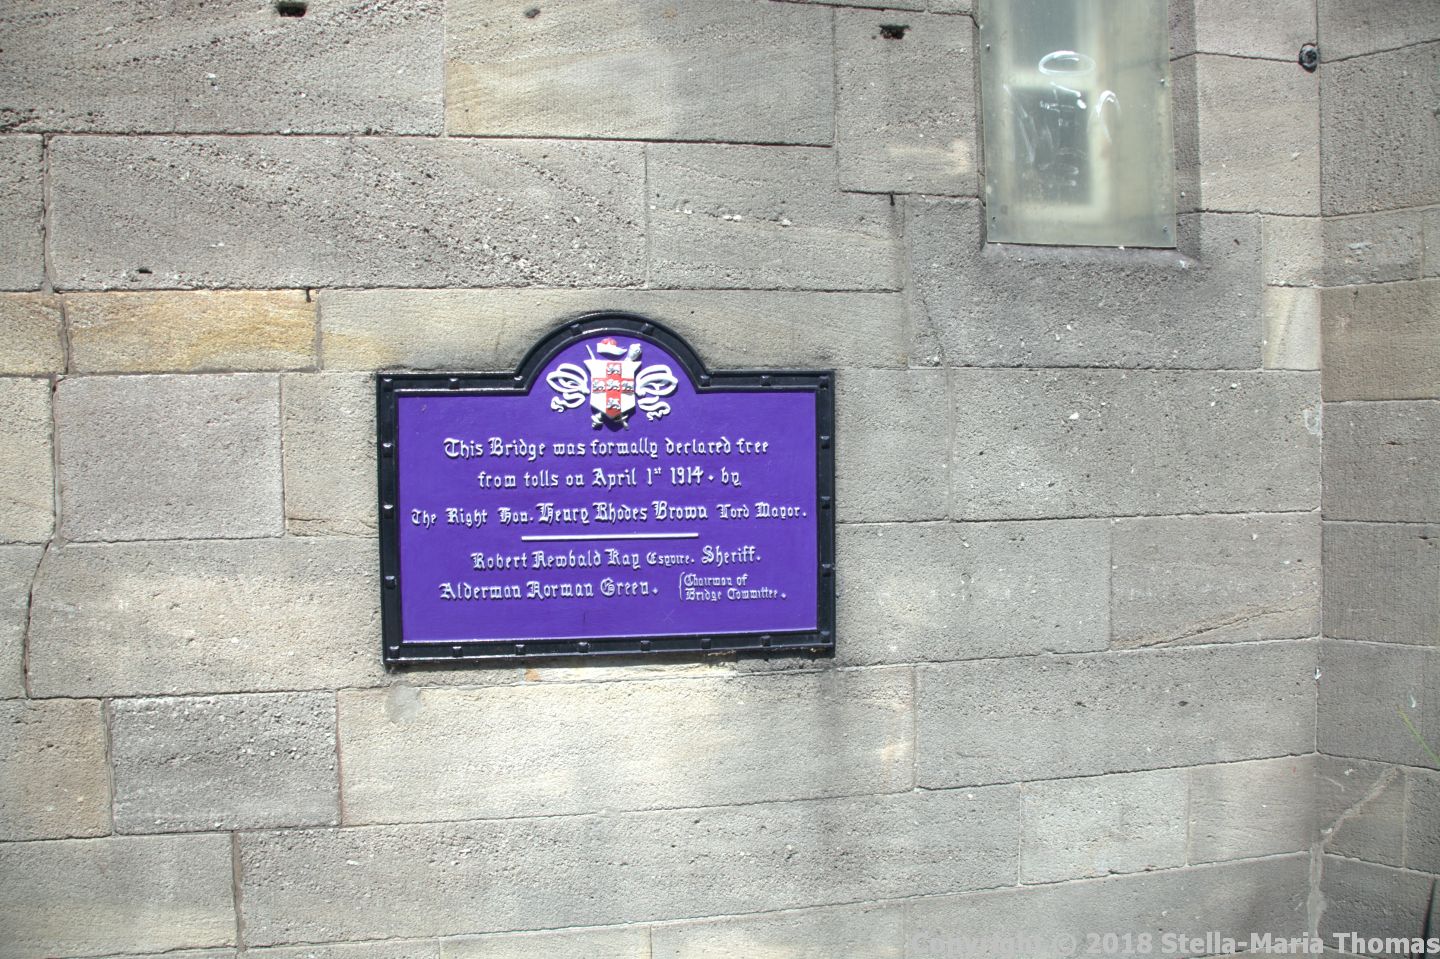 This Bridge was formally declared free
from tolls on April 1st 1914. by
The Right Hon. Henry Rhodes Brown Lord Mayor.
Robert Newbald Kay Esquire. Sheriff.
Alderman Norman Green. {Chairman of
Bridge Committee.
Copyright © 2018 Stella-Maria Thomas